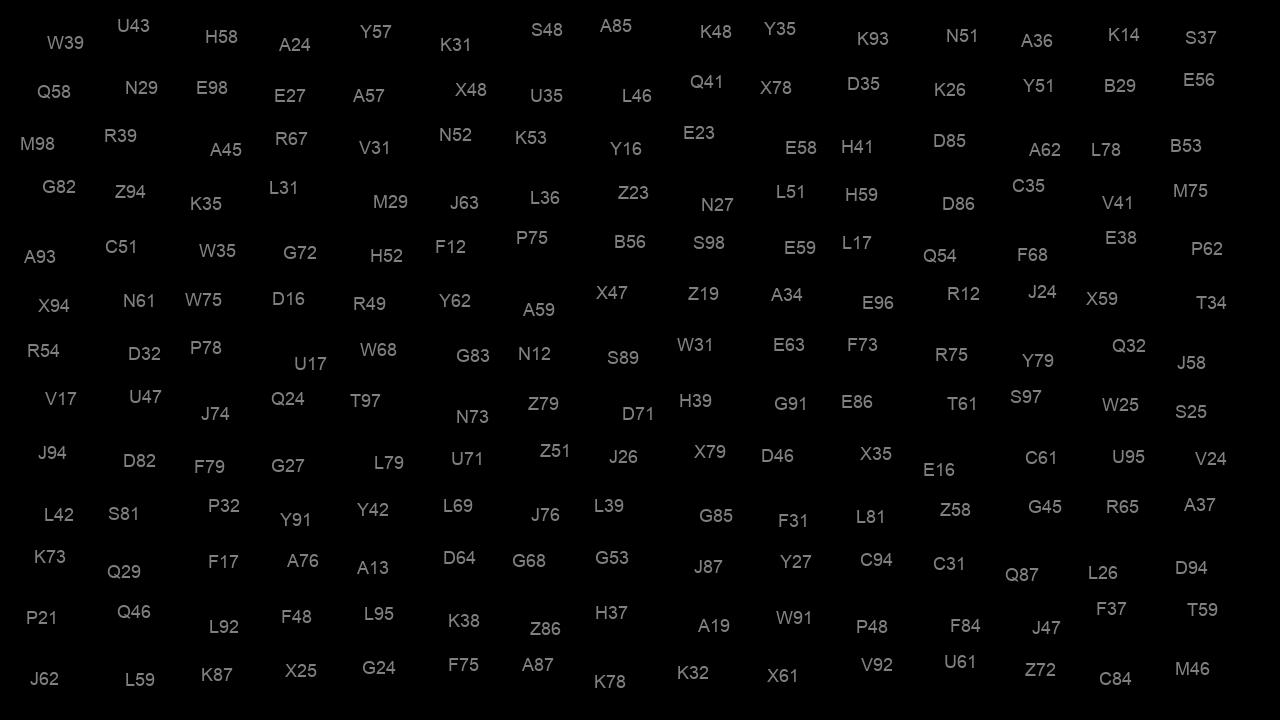 W39 U43 H58 A24 Y57 K31 S48 A85 K48 Y35 K93 N51 A36 K14 S37
Q58 N29 E98 E27 A57 X48 U35 L46 Q41 X78 D35 K26 Y51 B29 E56
M98 R39 A45 R67 V31 N52 K53 Y16 E23 E58 H41 D85 A62 L78 B53
G82 Z94 K35 L31 M29 J63 L36 Z23 N27 L51 H59 D86 C35 V41 M75
A93 C51 W35 G72 H52 F12 P75 B56 S98 E59 L17 Q54 F68 E38 P62
X94 N61 W75 D16 R49 Y62 A59 X47 Z19 A34 E96 R12 J24 X59 T34
R54 D32 P78 U17 W68 G83 N12 S89 W31 E63 F73 R75 Y79 Q32 J58
V17 U47 J74 Q24 T97 N73 Z79 D71 H39 G91 E86 T61 S97 W25 S25
J94 D82 F79 G27 L79 U71 Z51 J26 X79 D46 X35 E16 C61 U95 V24
L42 S81 P32 Y91 Y42 L69 J76 L39 G85 F31 L81 Z58 G45 R65 A37
K73 Q29 F17 A76 A13 D64 G68 G53 J87 Y27 C94 C31 Q87 L26 D94
P21 Q46 L92 F48 L95 K38 Z86 H37 A19 W91 P48 F84 J47 F37 T59
J62 L59 K87 X25 G24 F75 A87 K78 K32 X61 V92 U61 Z72 C84 M46